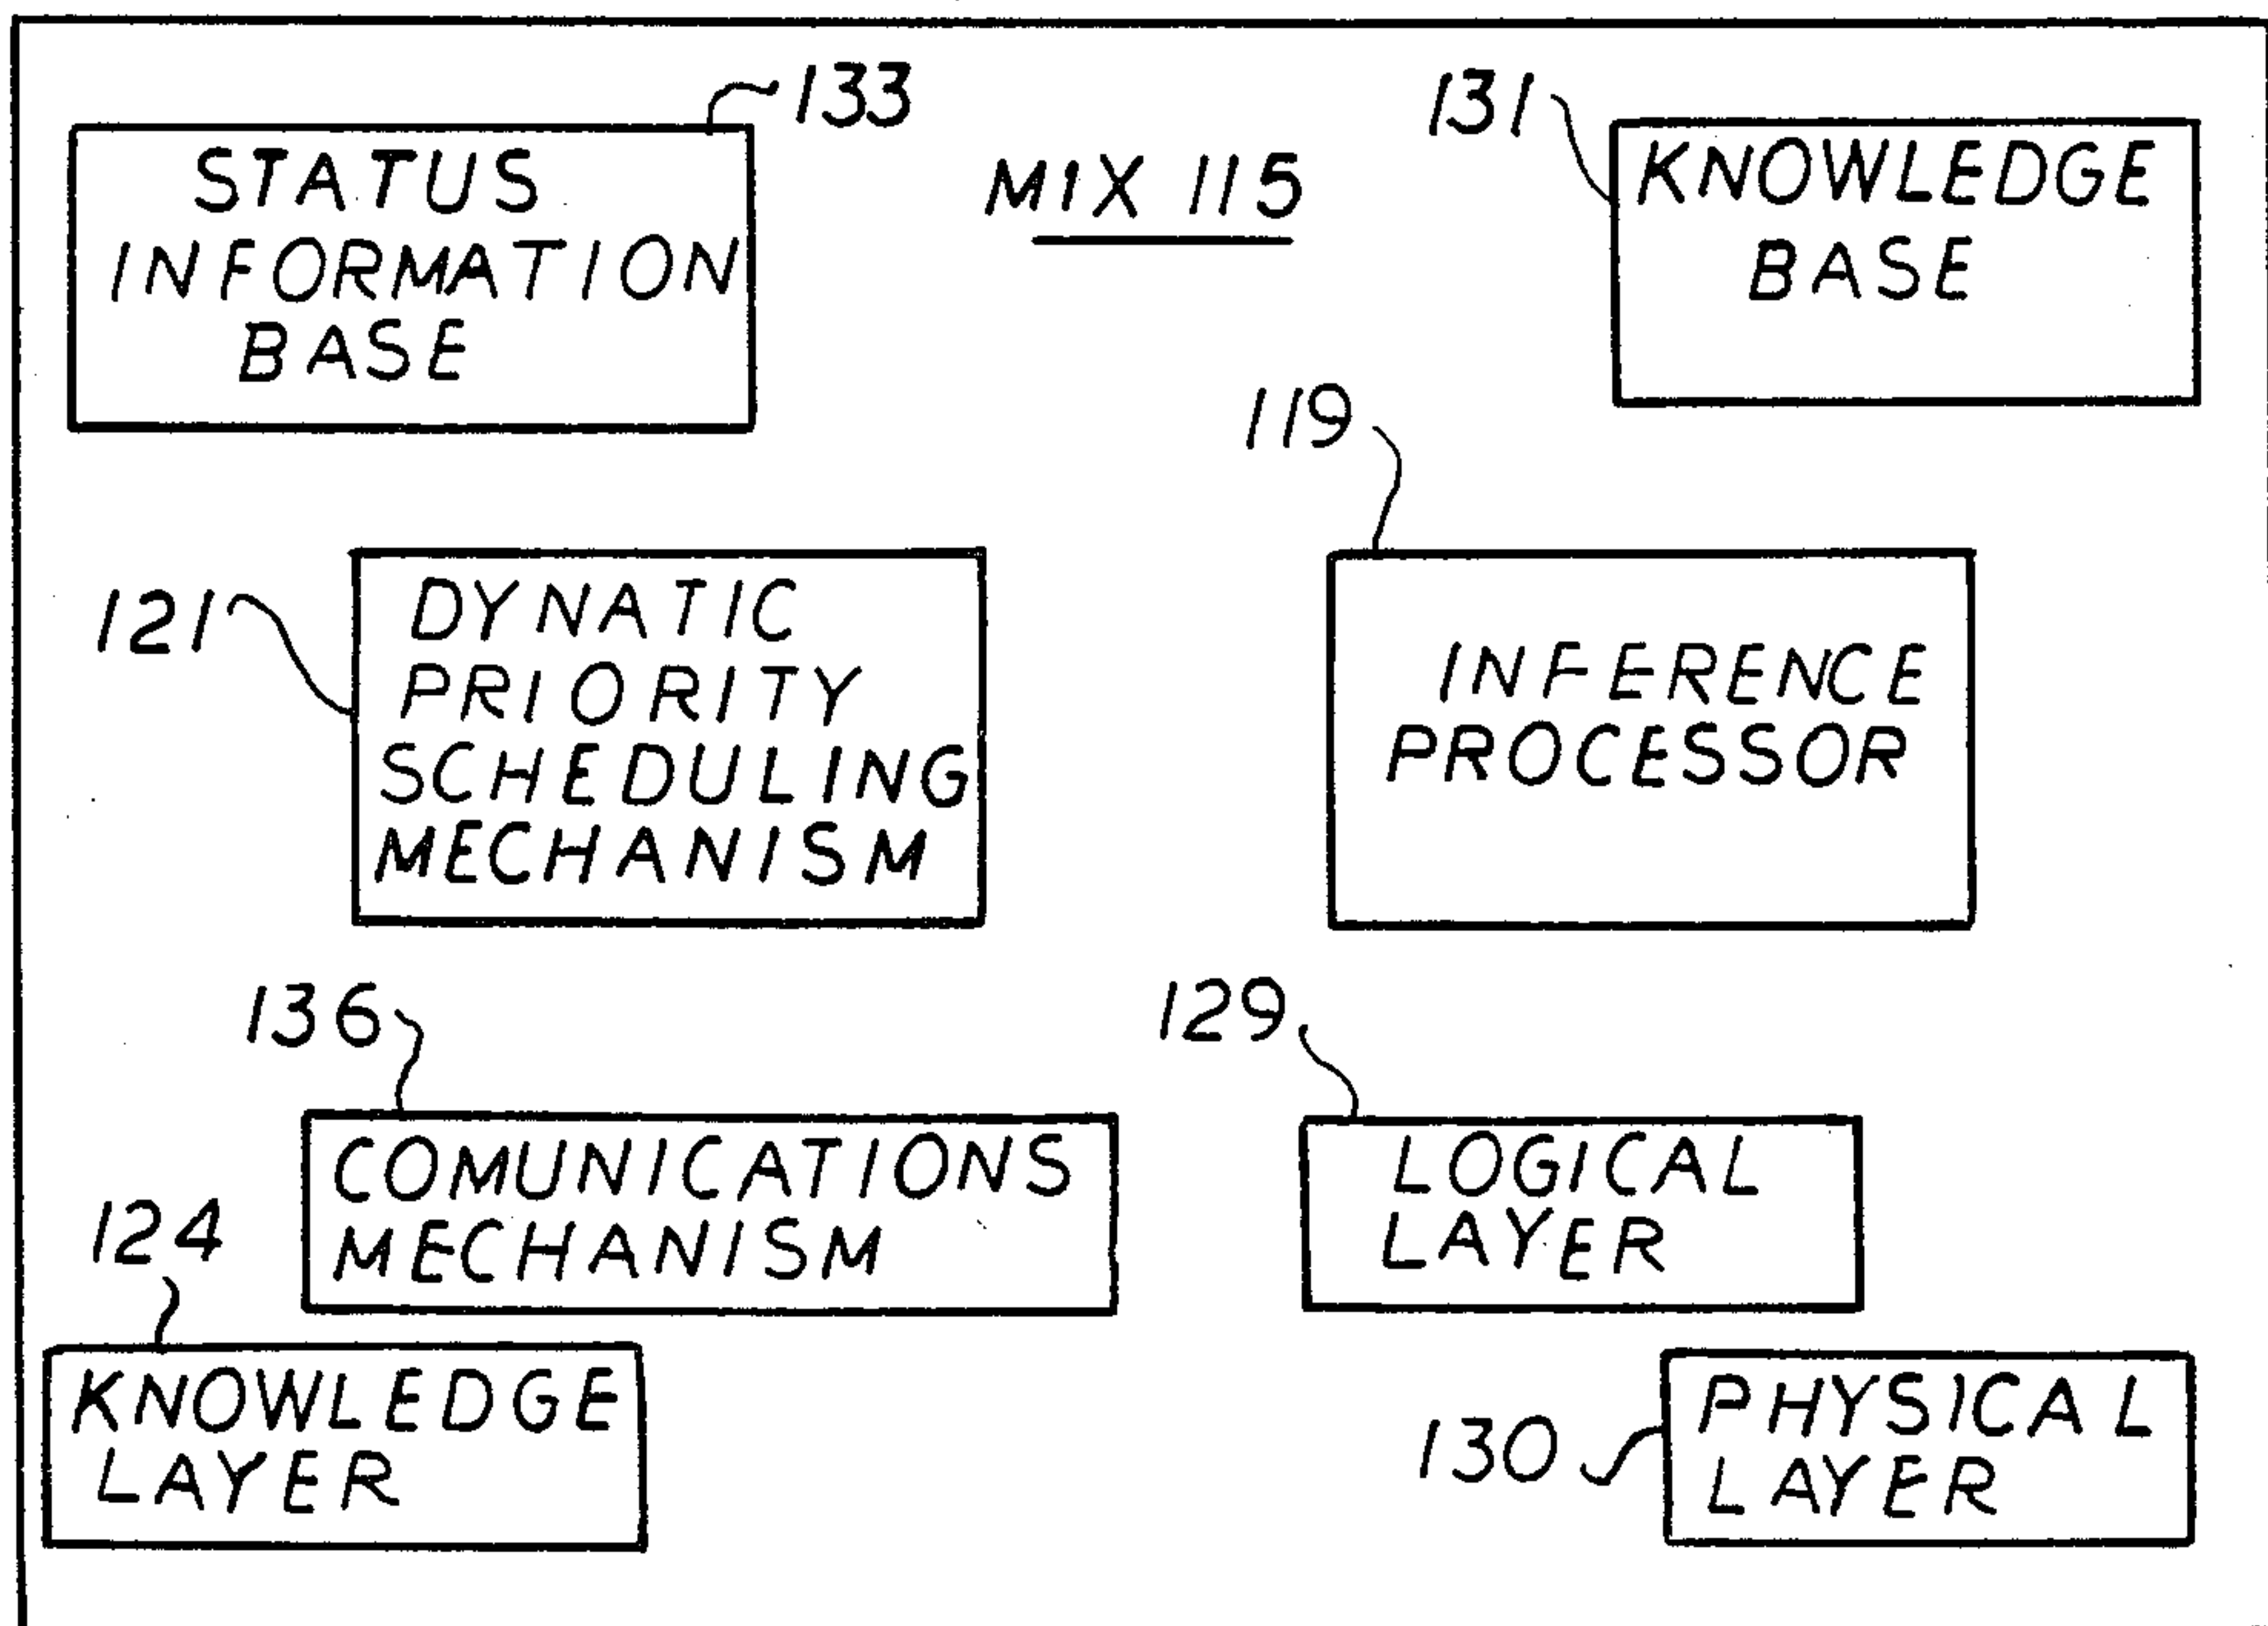 133
STATUS
INFORMATION
BASE
MIX 115
131
KNOWLEDGE
BASE
119
121
DYNATIC
PRIORITY
SCHEDULING
MECHANISM
INFERENCE
PROCESSOR
136
COMUNICATIONS
MECHANISM
129
LOGICAL
LAYER
124
KNOWLEDGE
LAYER
130
PHYSICAL
LAYER